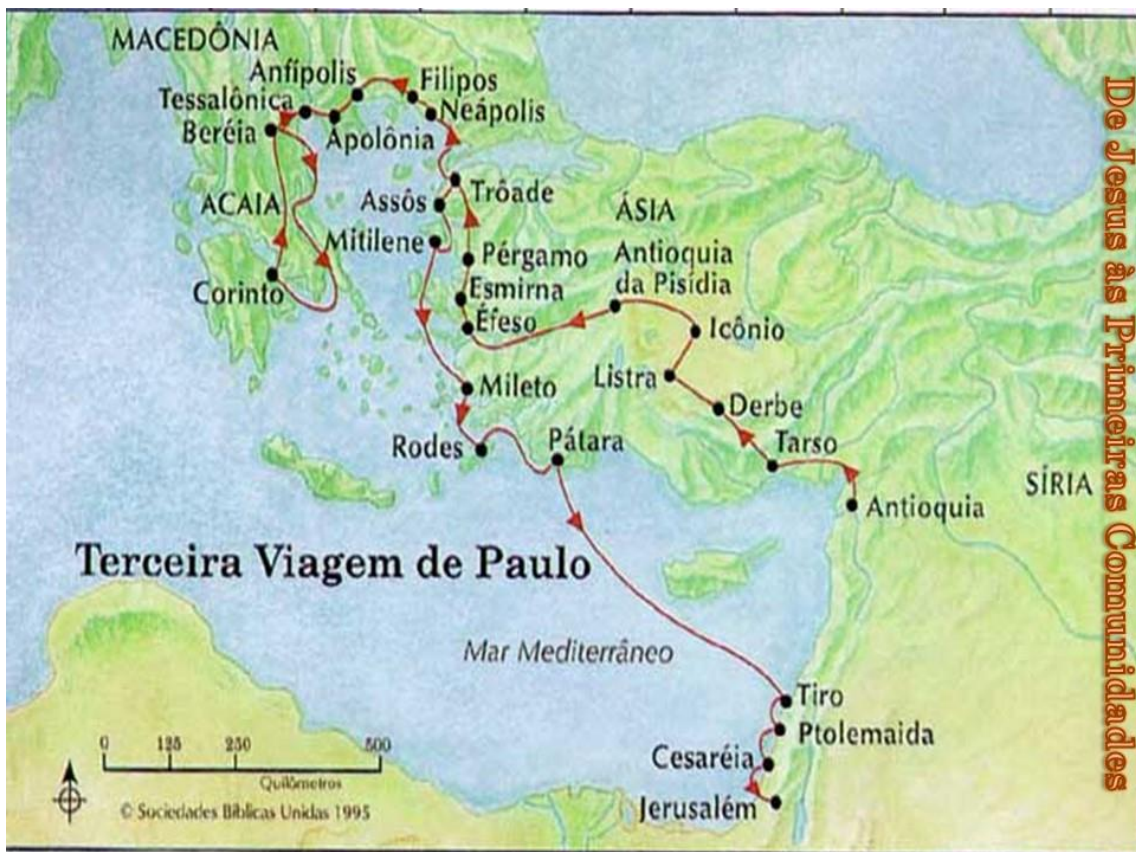 MACEDÔNIA
Anfípolis
Filipos
Tessalônica
Neápolis
Beréia
Apolônia
ACAIA
Assôs
Trôade
ÁSIA
Mitilene
Pérgamo
Antioquia
da Pisídia
Corinto
Esmirna
Éfeso
Icônio
Listra
Mileto
Derbe
Rodes
Pátara
Tarso
SÍRIA
Antioquia
Terceira Viagem de Paulo
Mar Mediterrâneo
Tiro
Ptolemaida
Cesaréia
Jerusalém
0 125 250 500
Quilômetros
© Sociedades Bíblicas Unidas 1995
De Jesus às Primeiras Comunidades